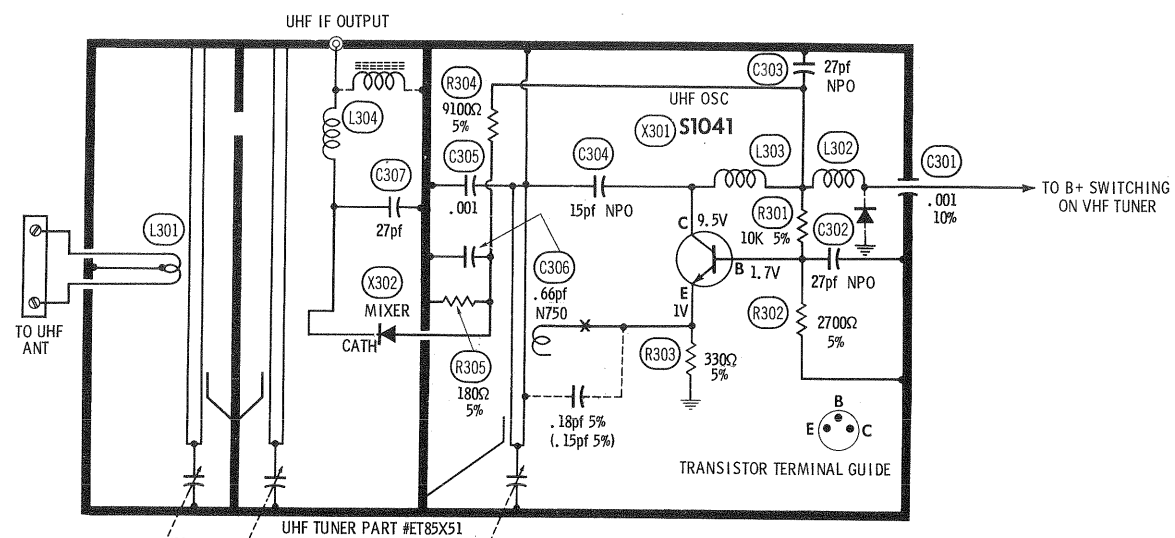 UHF IF OUTPUT
C303
27pf
NPO
R304
9100Ω
5%
UHF OSC
X301
S1041
L304
C305
.001
C304
15pf NPO
L303
L302
C301
.001
10%
TO B+ SWITCHING
ON VHF TUNER
C307
27pf
R301
10K 5%
C302
27pf NPO
C
9.5V
B
1.7V
E
1V
L301
C306
.66pf
N750
X302
MIXER
CATH
R302
2700Ω
5%
TO UHF
ANT
R305
180Ω
5%
R303
330Ω
5%
.18pf 5%
(.15pf 5%)
B
E
C
TRANSISTOR TERMINAL GUIDE
UHF TUNER PART #ET85X51